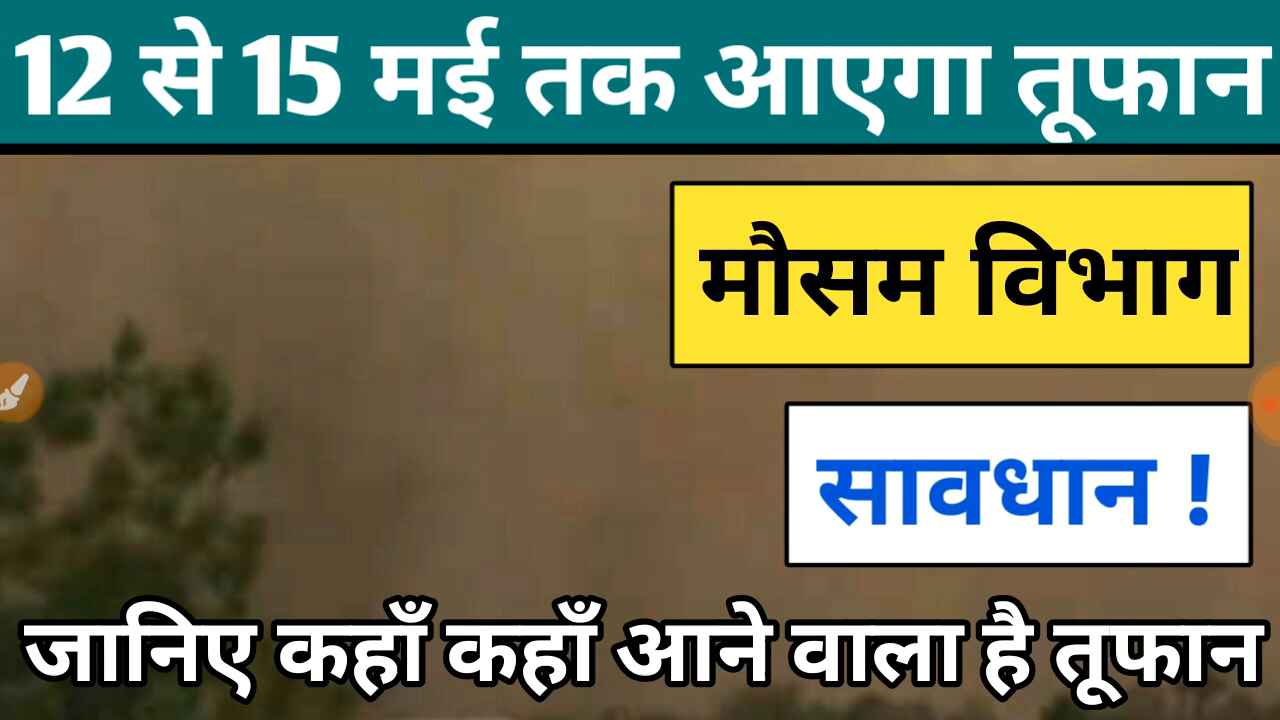 12 से 15 मई तक आएगा तूफान
मौसम विभाग
सावधान !
जानिए कहाँ कहाँ आने वाला है तूफान